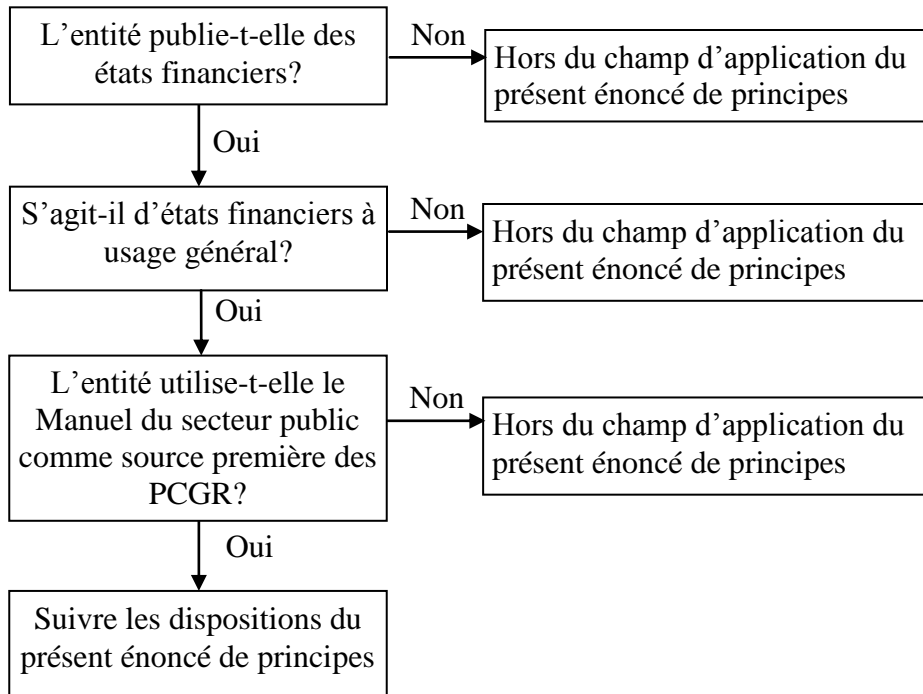 L'entité publie-t-elle des
états financiers?
Non
Hors du champ d'application du
présent énoncé de principes
Oui
S'agit-il d'états financiers à
usage général?
Non
Hors du champ d'application du
présent énoncé de principes
Oui
L'entité utilise-t-elle le
Manuel du secteur public
comme source première des
PCGR?
Non
Hors du champ d'application du
présent énoncé de principes
Oui
Suivre les dispositions du
présent énoncé de principes